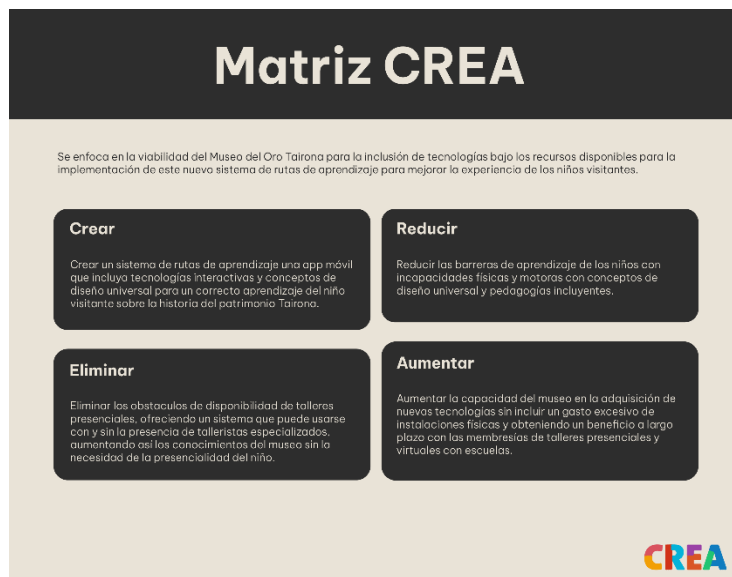 Matriz CREA
Se enfoca en la viabilidad del Museo del Oro Tairona para la inclusión de tecnologías bajo los recursos disponibles para la
implementación de este nuevo sistema de rutas de aprendizaje para mejorar la experiencia de los niños visitantes.
Crear
Crear un sistema de rutas de aprendizaje una app móvil
que incluya tecnologías interactivas y conceptos de
diseño universal para un correcto aprendizaje del niño
visitante sobre la historia del patrimonio Tairona.
Reducir
Reducir las barreras de aprendizaje de los niños con
incapacidades físicas y motoras con conceptos de
diseño universal y pedagogías incluyentes.
Eliminar
Eliminar los obstaculos de disponibilidad de talleres
presenciales, ofreciendo un sistema que puede usarse
con y sin la presencia de talleristas especializados,
aumentando así los conocimientos del museo sin la
necesidad de la presencialidad del niño.
Aumentar
Aumentar la capacidad del museo en la adquisición de
nuevas tecnologías sin incluir un gasto excesivo de
instalaciones físicas y obteniendo un beneficio a largo
plazo con las membresías de talleres presenciales y
virtuales con escuelas.
CREA